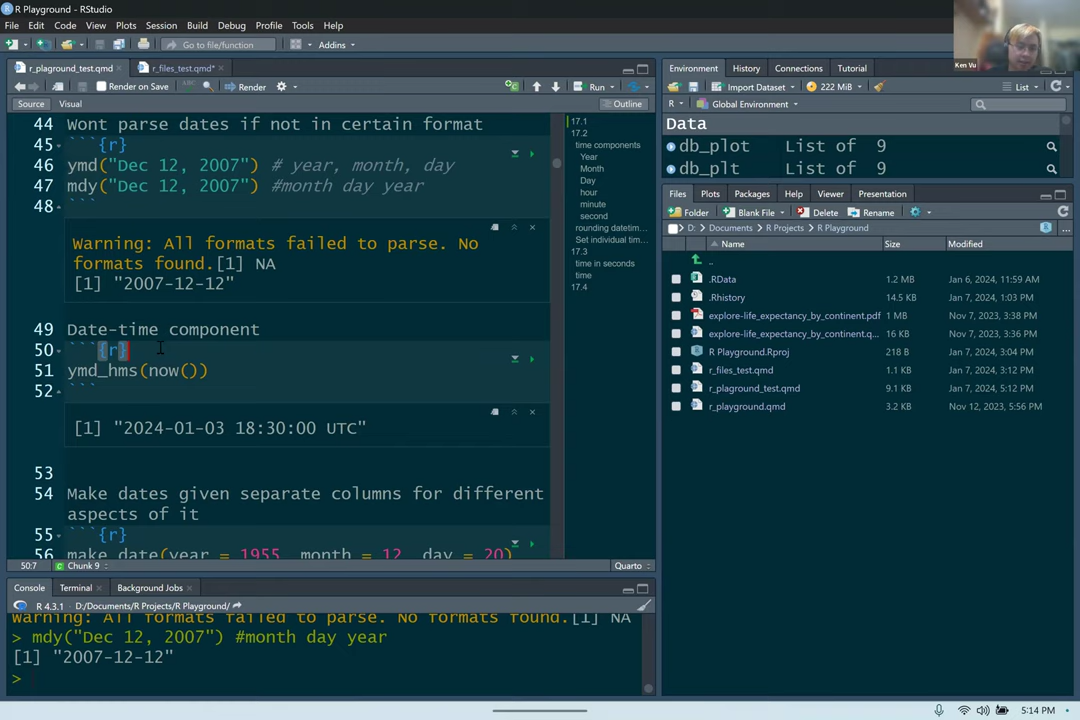 R Playground - RStudio
File Edit Code View Plots Session Build Debug Profile Tools Help
Go to file/function Addins
r_plaground_test.qmd r_files_test.qmd*
Render on Save ABC Render Run
Source Visual Outline
44 Wont parse dates if not in certain format
45 ```{r}
46 ymd("Dec 12, 2007") # year, month, day
47 mdy("Dec 12, 2007") #month day year
48 ```
Warning: All formats failed to parse. No
formats found.[1] NA
[1] "2007-12-12"
49 Date-time component
50 ```{r}
51 ymd_hms(now())
52 ```
[1] "2024-01-03 18:30:00 UTC"
53
54 Make dates given separate columns for different
aspects of it
55 ```{r}
56 make_date(year = 1955, month = 12, day = 20)
50:7 Chunk 9 Quarto
17.1
17.2
time components
Year
Month
Day
hour
minute
second
rounding datetim...
Set individual tim...
17.3
time in seconds
time
17.4
Console Terminal Background Jobs
R 4.3.1 · D:/Documents/R Projects/R Playground/
Warning: All formats failed to parse. No formats found.[1] NA
> mdy("Dec 12, 2007") #month day year
[1] "2007-12-12"
>
Ken Vu
Environment History Connections Tutorial
Import Dataset 222 MiB List
R Global Environment
Data
db_plot List of 9
db_plt List of 9
Files Plots Packages Help Viewer Presentation
Folder Blank File Delete Rename
D: Documents R Projects R Playground ...
Name Size Modified
..
.RData 1.2 MB Jan 6, 2024, 11:59 AM
.Rhistory 14.5 KB Jan 7, 2024, 1:03 PM
explore-life_expectancy_by_continent.pdf 1 MB Nov 7, 2023, 3:38 PM
explore-life_expectancy_by_continent.q... 16 KB Nov 7, 2023, 3:38 PM
R Playground.Rproj 218 B Jan 7, 2024, 3:04 PM
r_files_test.qmd 1.1 KB Jan 7, 2024, 3:12 PM
r_plaground_test.qmd 9.1 KB Jan 7, 2024, 5:12 PM
r_playground.qmd 3.2 KB Nov 12, 2023, 5:56 PM
5:14 PM